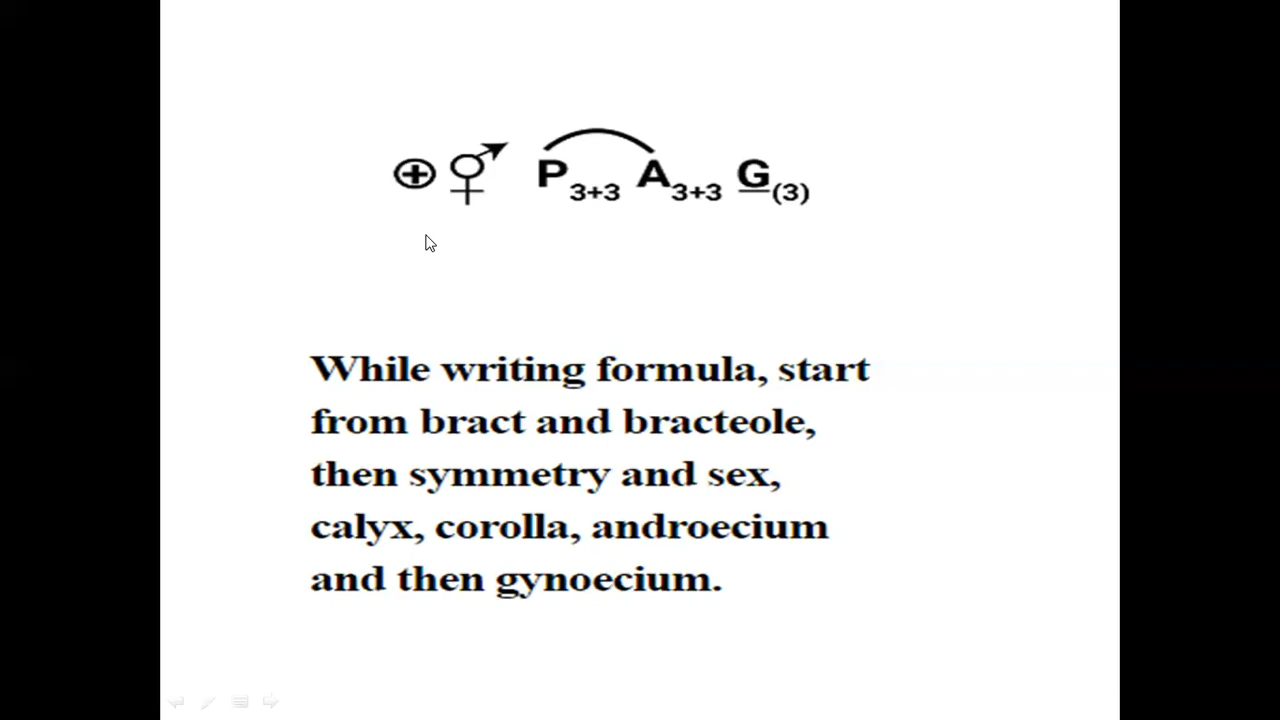 ⊕ ⚥ P3+3 A3+3 G(3)
While writing formula, start
from bract and bracteole,
then symmetry and sex,
calyx, corolla, androecium
and then gynoecium.